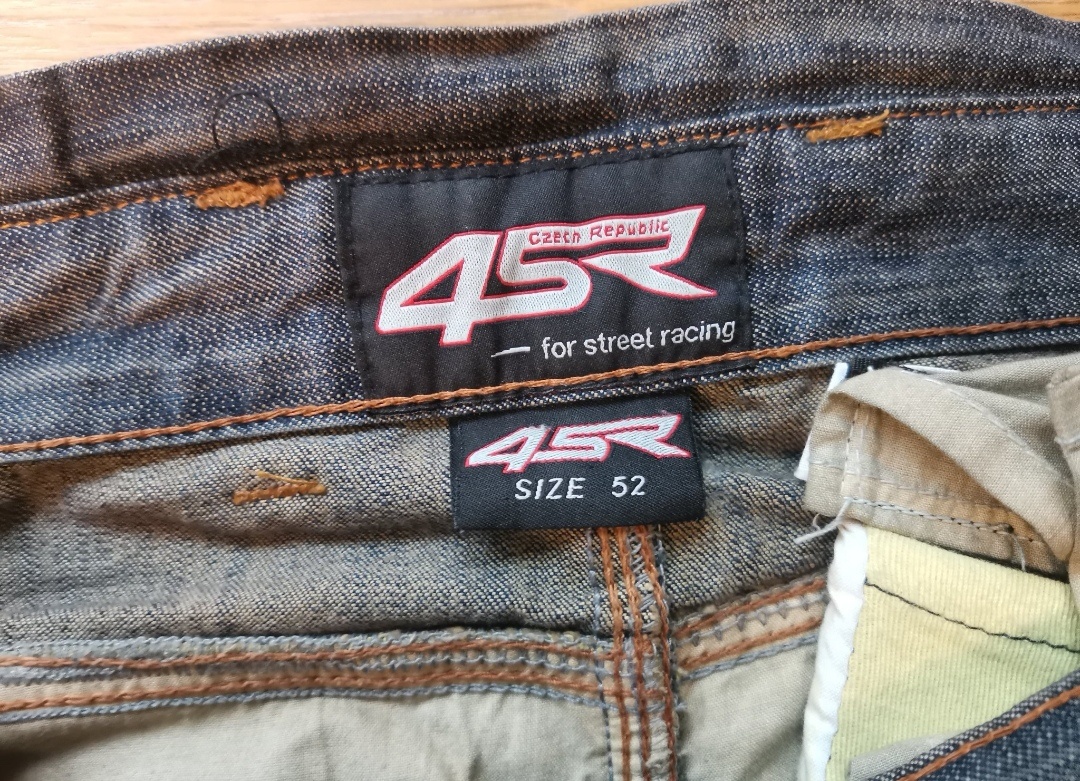 4SR
Czech Republic
for street racing
4SR
SIZE 52